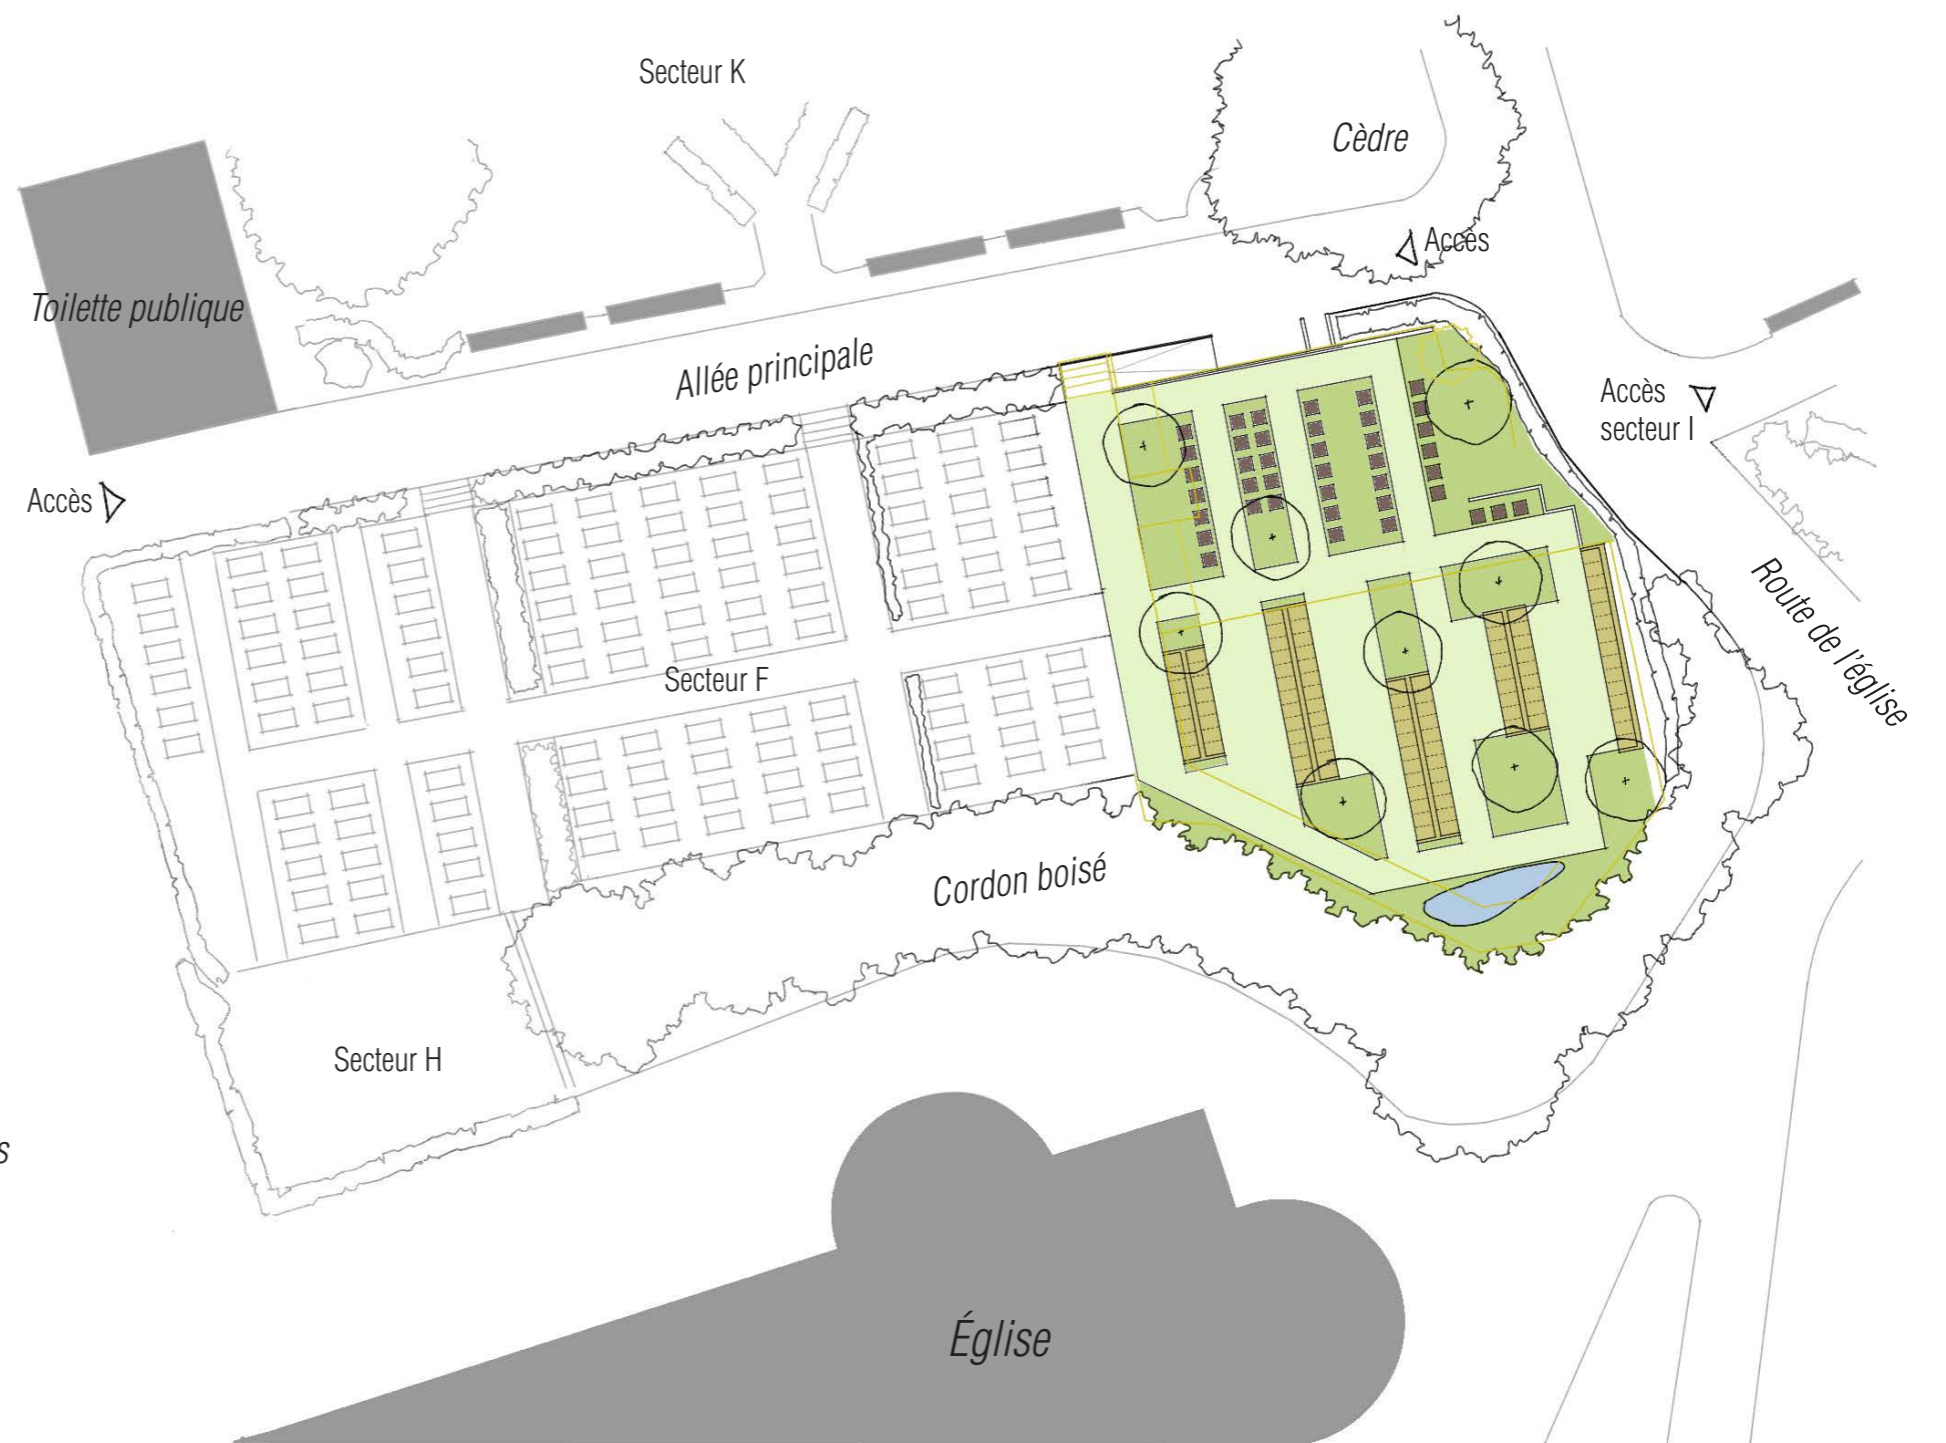 Secteur K
Cèdre
Accès
Toilette publique
Allée principale
Accès
secteur I
Accès
Route de l'église
Secteur F
Cordon boisé
Secteur H
s
Église